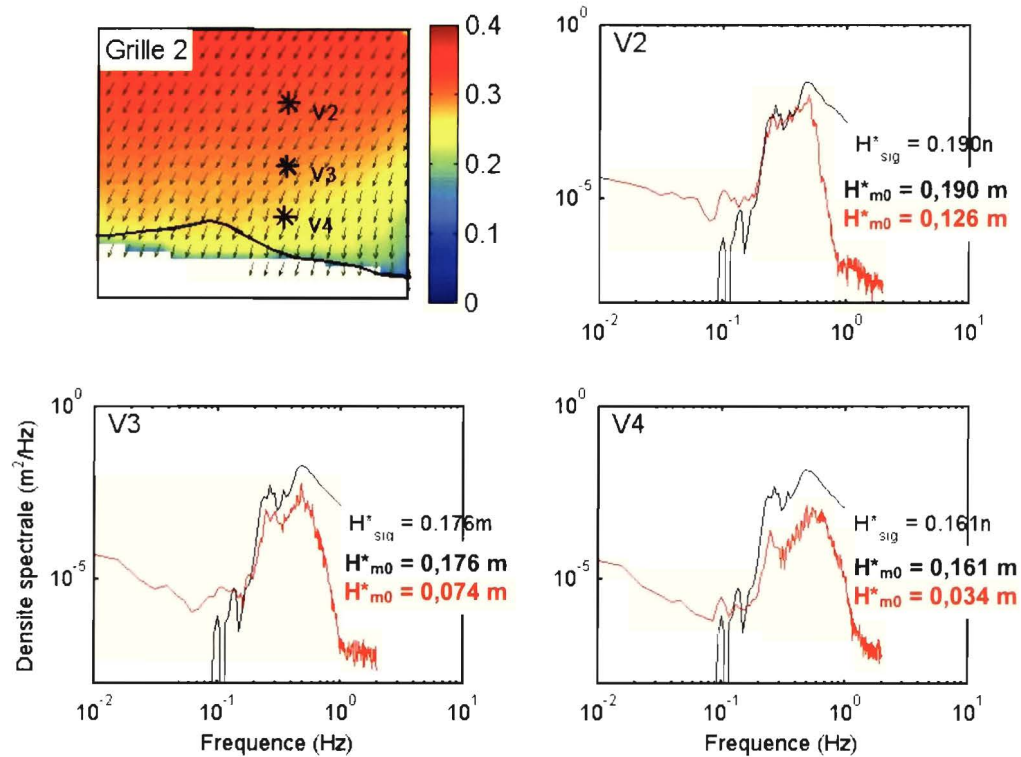 Grille 2
0.4
0.3
0.2
0.1
0
V2
V3
V4
V2
10^0
10^-5
H*sig = 0.190n
H*m0 = 0,190 m
H*m0 = 0,126 m
10^-2
10^-1
10^0
10^1
V3
10^0
10^-5
Densite spectrale (m²/Hz)
H*sig = 0.176m
H*m0 = 0,176 m
H*m0 = 0,074 m
10^-2
10^-1
10^0
10^1
Frequence (Hz)
V4
10^0
10^-5
H*sig = 0.161n
H*m0 = 0,161 m
H*m0 = 0,034 m
10^-2
10^-1
10^0
10^1
Frequence (Hz)